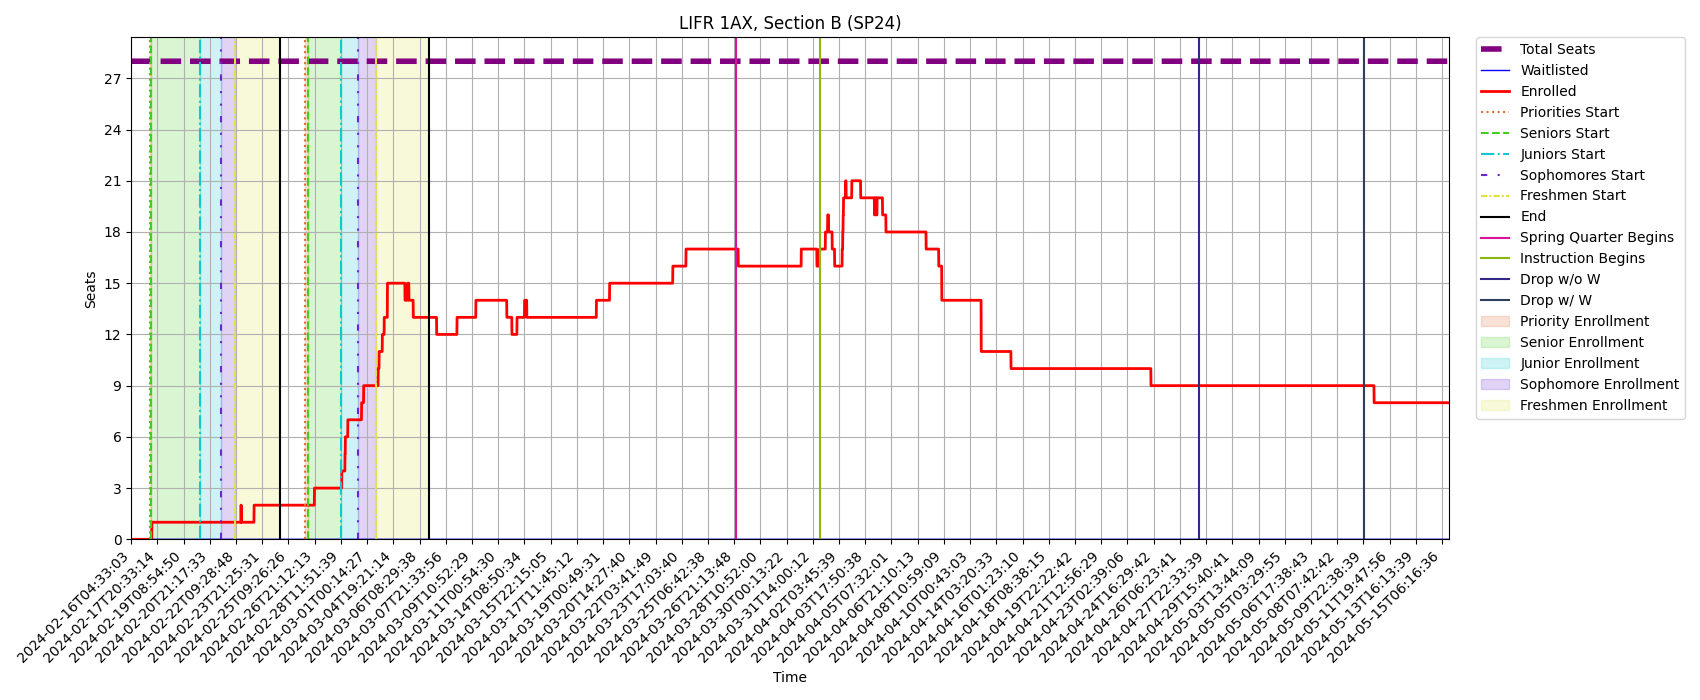 LIFR 1AX, Section B (SP24)
Seats
27
24
21
18
15
12
9
6
3
0
2024-02-16T04:33:03
2024-02-17T20:33:14
2024-02-19T08:54:50
2024-02-20T21:17:33
2024-02-22T09:28:48
2024-02-23T21:25:31
2024-02-25T09:26:26
2024-02-26T21:12:13
2024-02-28T11:51:39
2024-03-01T00:14:27
2024-03-04T19:21:14
2024-03-06T08:29:38
2024-03-07T21:33:56
2024-03-09T10:52:29
2024-03-11T00:54:30
2024-03-14T08:50:34
2024-03-15T22:15:05
2024-03-17T11:45:12
2024-03-19T00:49:31
2024-03-20T14:27:40
2024-03-22T03:41:49
2024-03-23T17:03:40
2024-03-25T06:42:38
2024-03-26T21:13:48
2024-03-28T10:52:00
2024-03-30T00:13:22
2024-03-31T14:00:12
2024-04-02T03:45:39
2024-04-03T17:50:38
2024-04-05T07:32:01
2024-04-06T21:10:13
2024-04-08T10:59:09
2024-04-10T00:43:03
2024-04-14T03:20:33
2024-04-16T01:23:10
2024-04-18T08:38:15
2024-04-19T22:22:42
2024-04-21T12:56:29
2024-04-23T02:39:06
2024-04-24T16:29:42
2024-04-26T06:23:41
2024-04-27T22:33:39
2024-04-29T15:40:41
2024-05-03T13:44:09
2024-05-05T03:29:55
2024-05-06T17:38:43
2024-05-08T07:42:42
2024-05-09T22:38:39
2024-05-11T19:47:56
2024-05-13T16:13:39
2024-05-15T06:16:36
Time
Total Seats
Waitlisted
Enrolled
Priorities Start
Seniors Start
Juniors Start
Sophomores Start
Freshmen Start
End
Spring Quarter Begins
Instruction Begins
Drop w/o W
Drop w/ W
Priority Enrollment
Senior Enrollment
Junior Enrollment
Sophomore Enrollment
Freshmen Enrollment